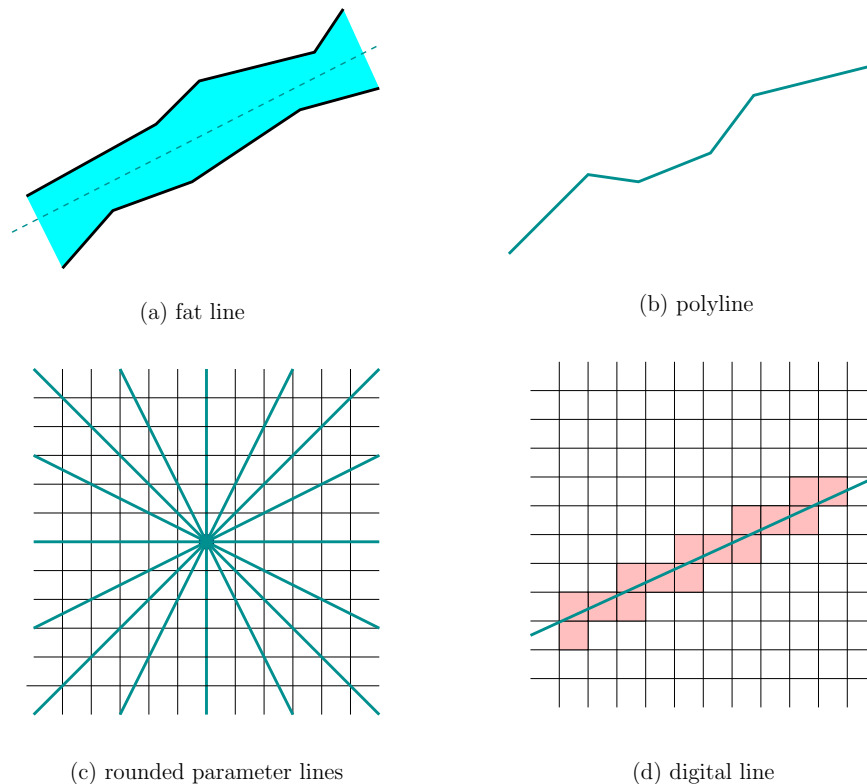 (a) fat line
(b) polyline
(c) rounded parameter lines
(d) digital line